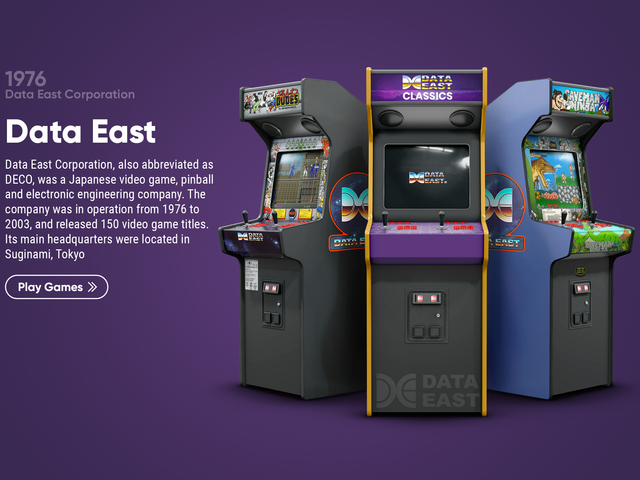 1976
Data East Corporation
Data East
Data East Corporation, also abbreviated as
DECO, was a Japanese video game, pinball
and electronic engineering company. The
company was in operation from 1976 to
2003, and released 150 video game titles.
Its main headquarters were located in
Suginami, Tokyo
Play Games
DUDES
DATA
EAST
DATA EAST
DATA
EAST
CLASSICS
DATA
EAST
DATA
EAST
CAVEMAN
NINJA